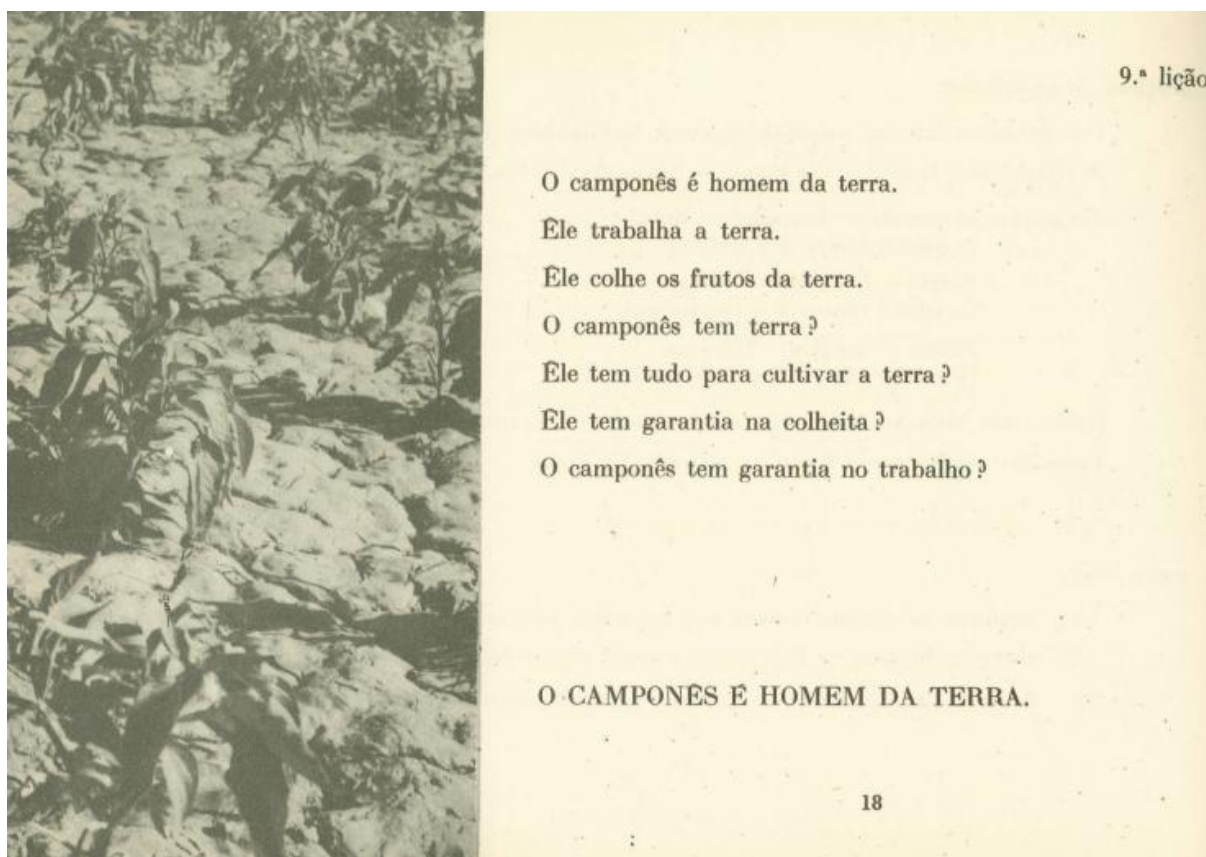 9.ª lição
O camponês é homem da terra.
Êle trabalha a terra.
Êle colhe os frutos da terra.
O camponês tem terra?
Êle tem tudo para cultivar a terra?
Êle tem garantia na colheita?
O camponês tem garantia no trabalho?
O CAMPONÊS É HOMEM DA TERRA.
18